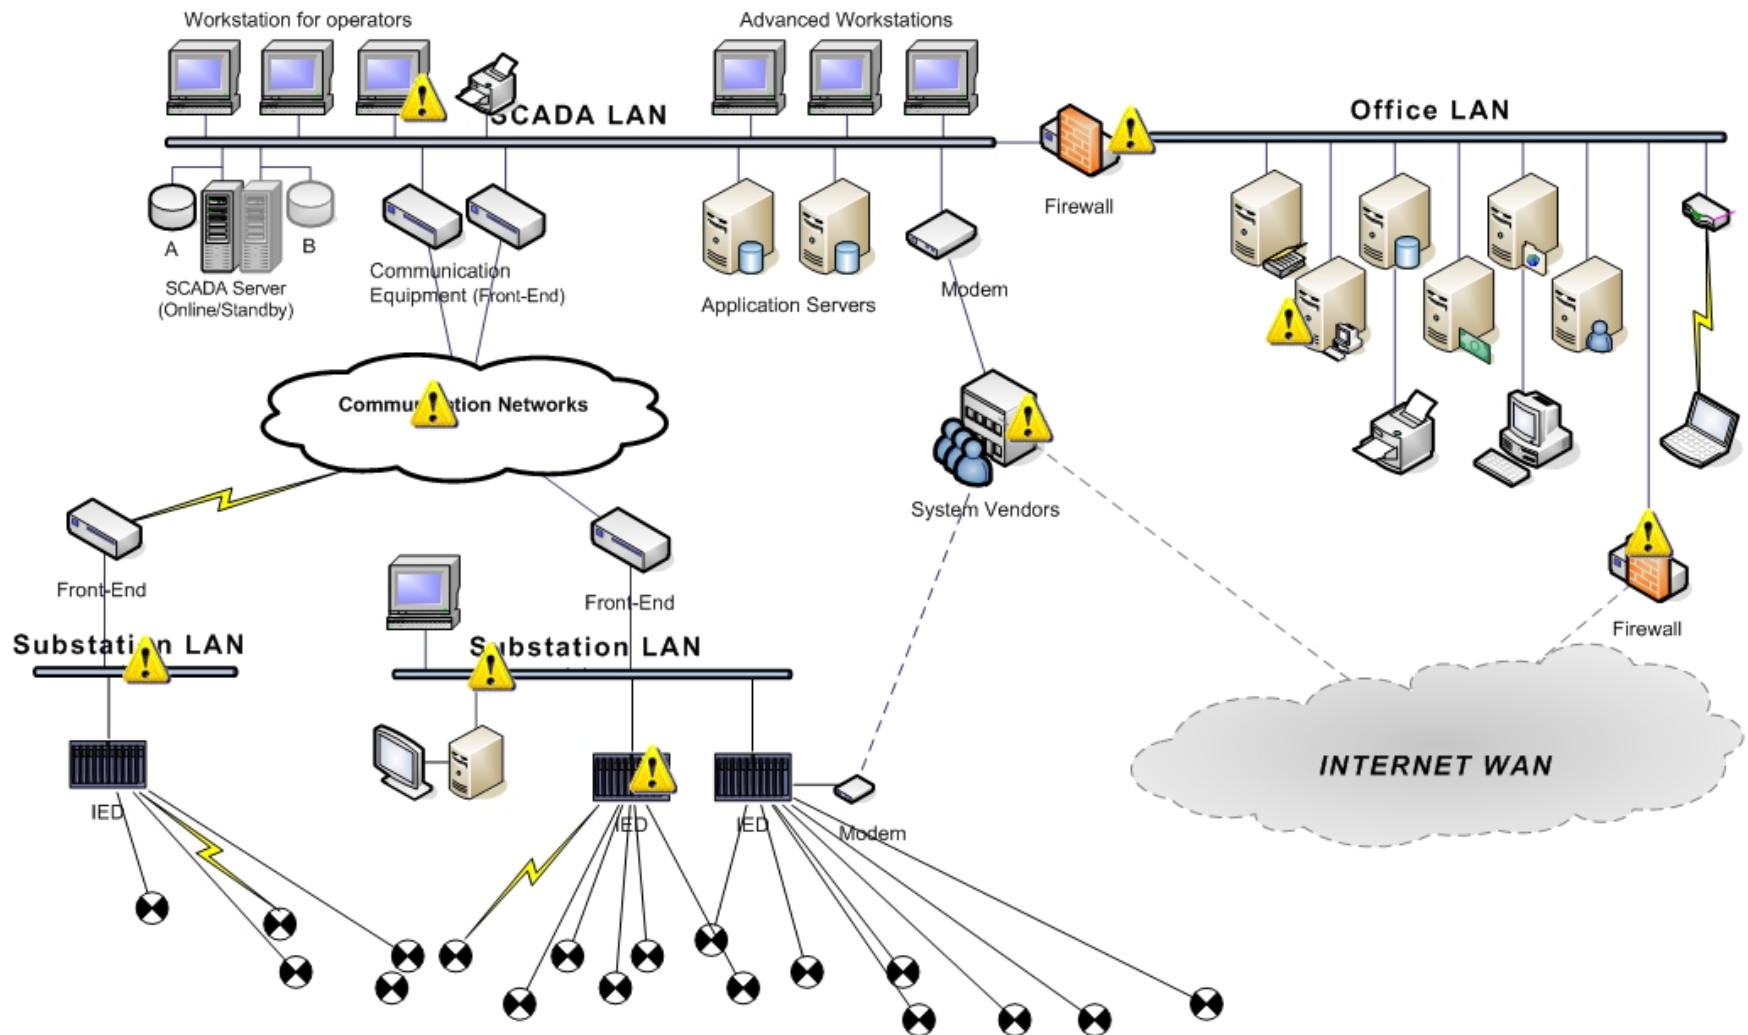 Workstation for operators
Advanced Workstations
SCADA LAN
Office LAN
Firewall
A
B
SCADA Server
(Online/Standby)
Communication
Equipment (Front-End)
Application Servers
Modem
Communication Networks
System Vendors
Front-End
Front-End
Firewall
Substation LAN
Substation LAN
INTERNET WAN
IED
IED
IED
Modem